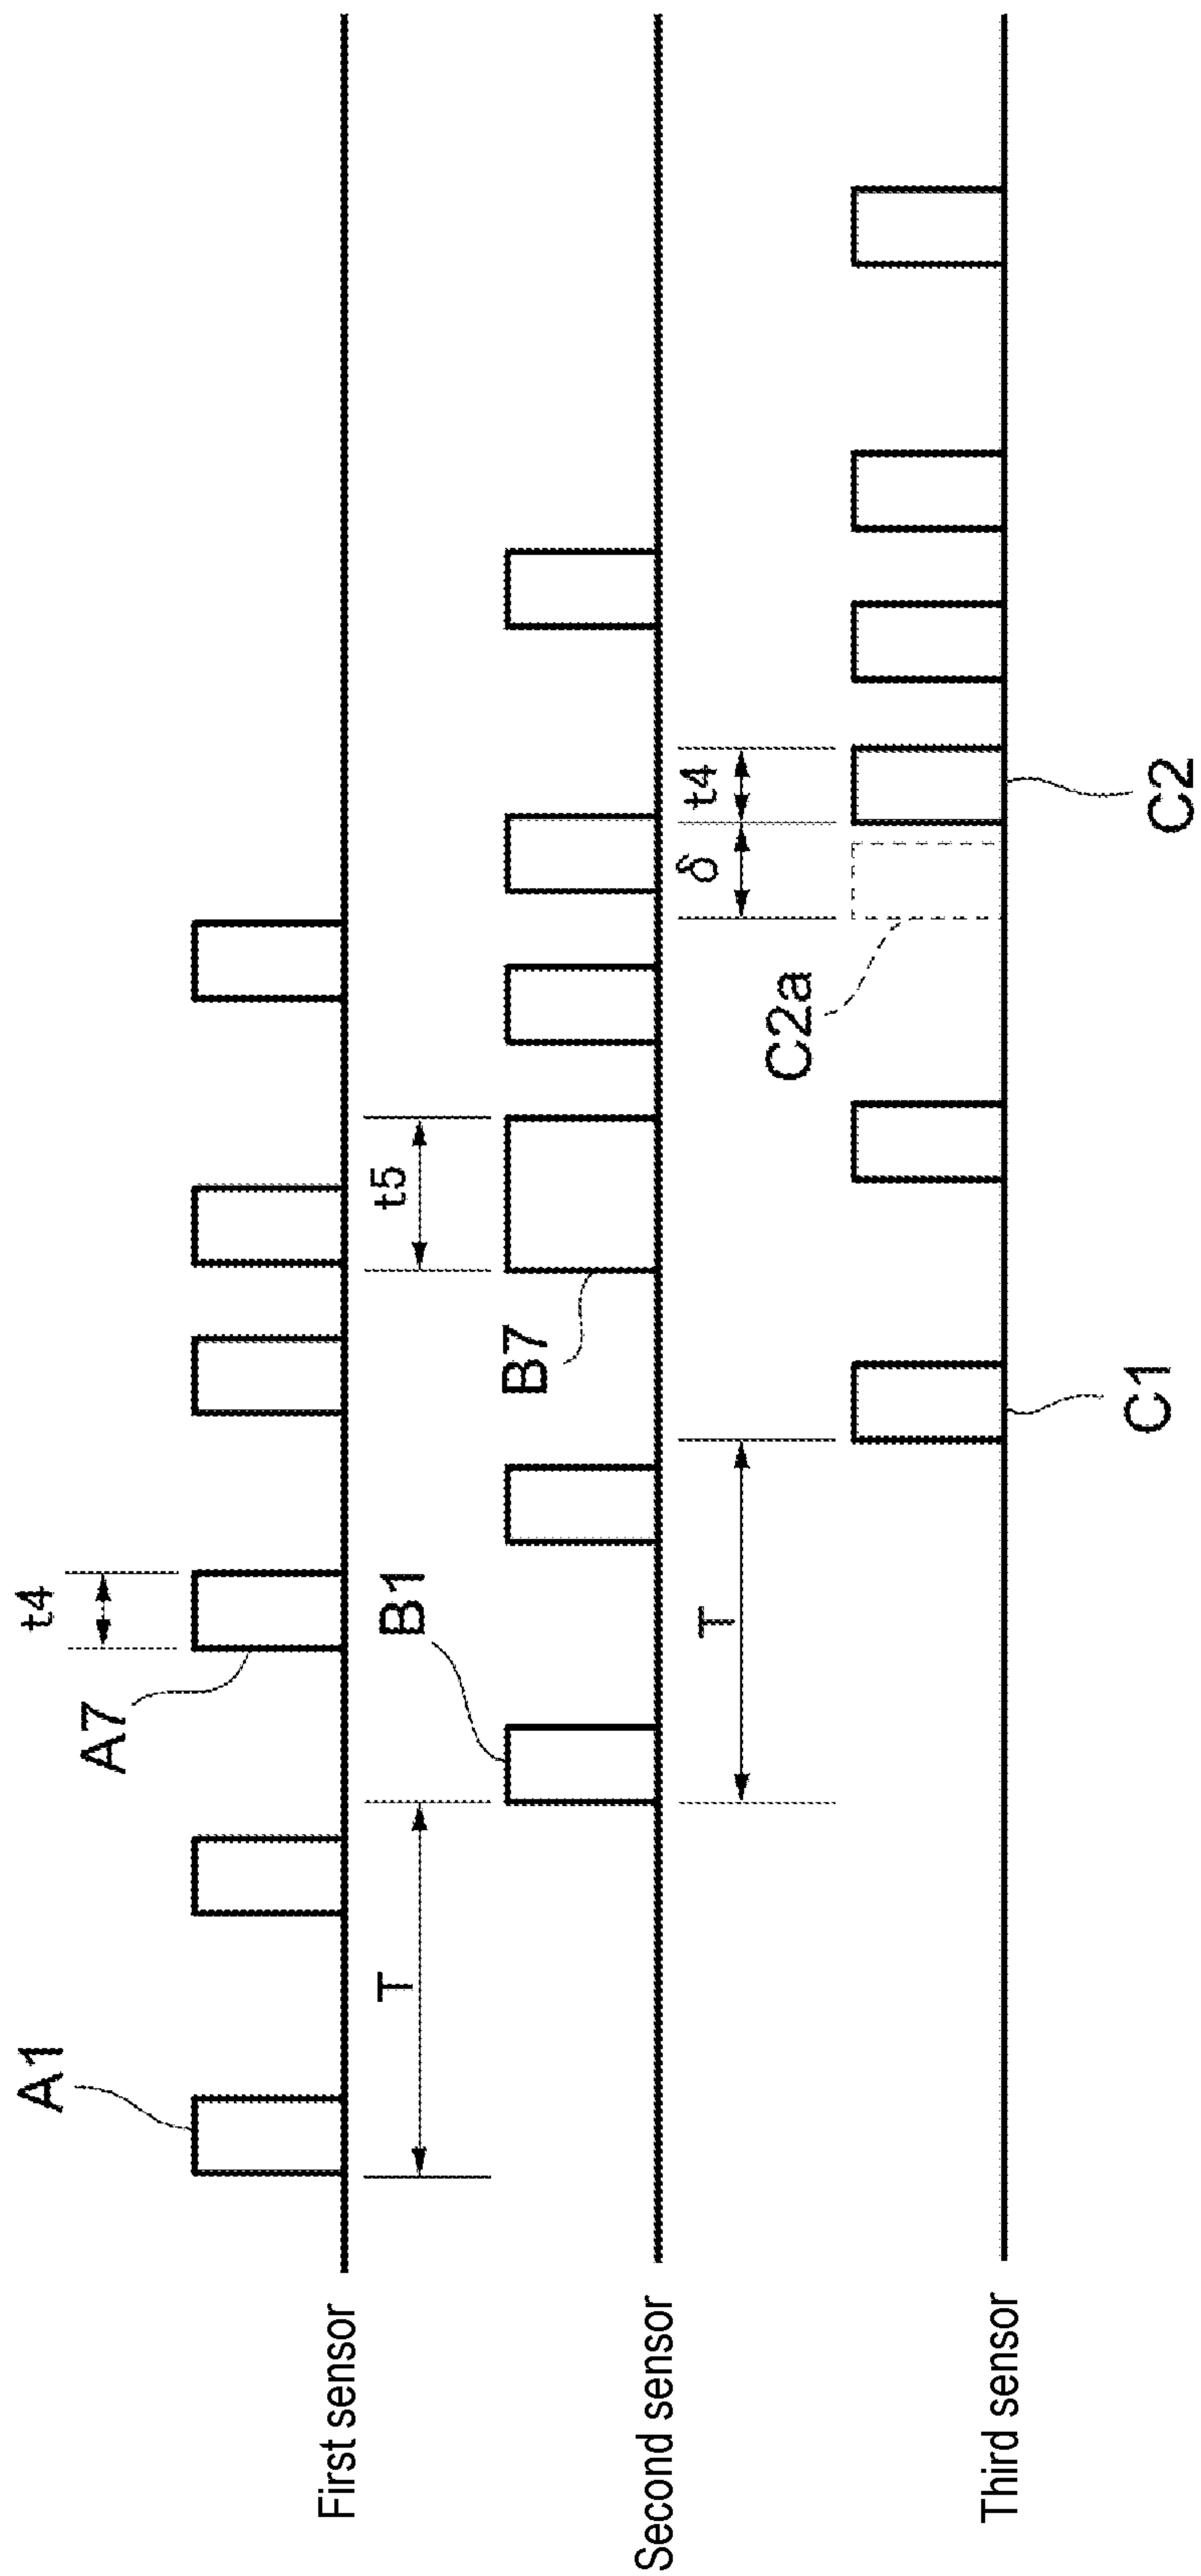 A1
A7
t4
First sensor
T
B1
t5
B7
Second sensor
T
δ
t4
C2a
Third sensor
C1
C2